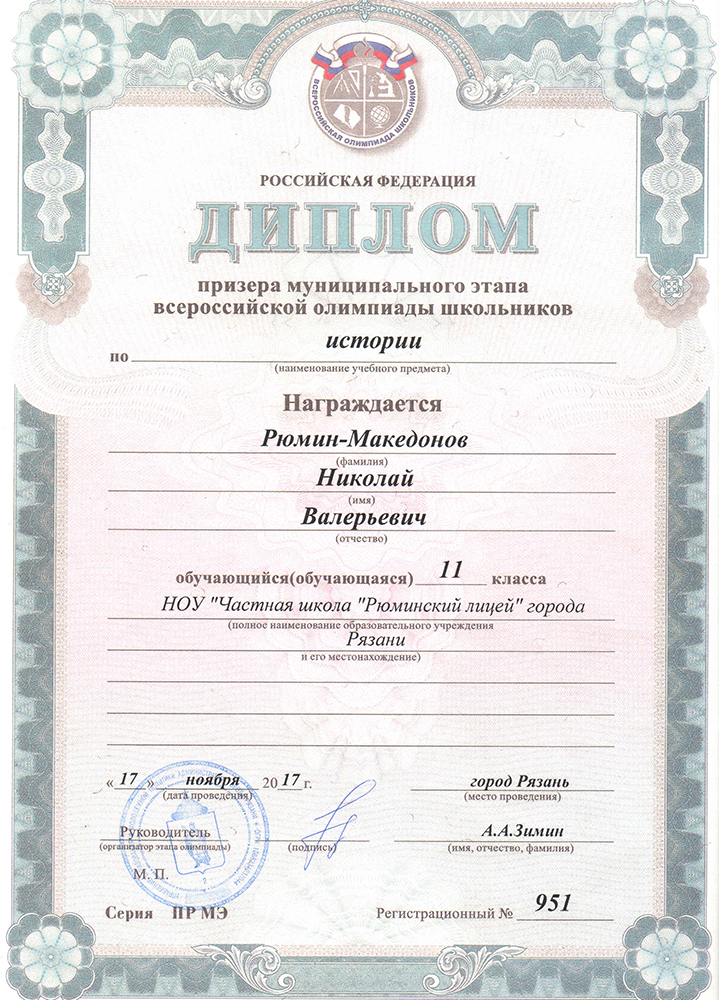 ВСЕРОССИЙСКАЯ ОЛИМПИАДА ШКОЛЬНИКОВ
РОССИЙСКАЯ ФЕДЕРАЦИЯ
ДИПЛОМ
призера муниципального этапа
всероссийской олимпиады школьников
по истории
(наименование учебного предмета)
Награждается
Рюмин-Македонов
(фамилия)
Николай
(имя)
Валерьевич
(отчество)
обучающийся(обучающаяся) 11 класса
НОУ "Частная школа "Рюминский лицей" города
(полное наименование образовательного учреждения
Рязани
и его местонахождение)
« 17 » ноября 2017 г. город Рязань
(дата проведения) (место проведения)
Руководитель А.А.Зимин
(организатор этапа олимпиады) (подпись) (имя, отчество, фамилия)
М. П.
Серия ПР МЭ Регистрационный № 951